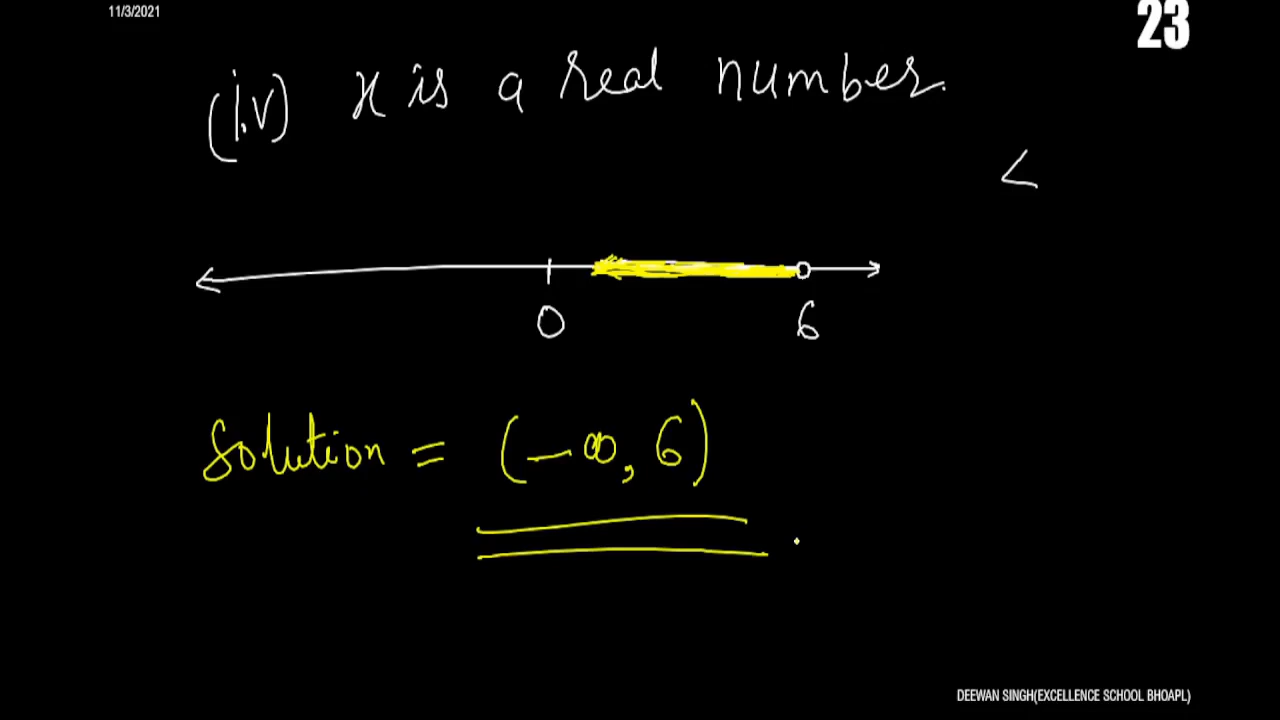 11/3/2021
23
(iv) x is a real number.
<
0 6
Solution = (-∞, 6)
DEEWAN SINGH(EXCELLENCE SCHOOL BHOAPL)